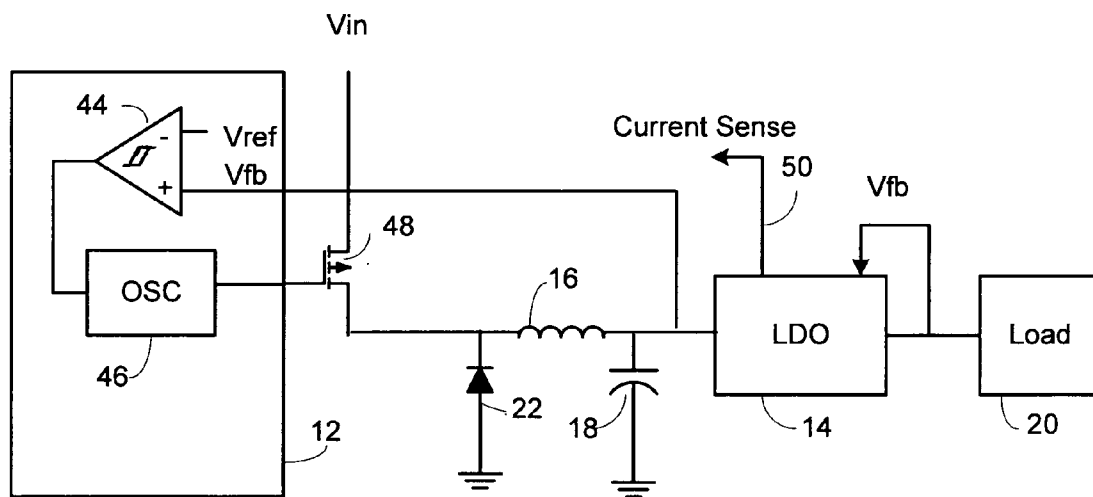 Vin
44
-
Vref
Vfb
+
Current Sense
50
Vfb
48
OSC
16
LDO
Load
46
22
18
14
20
12